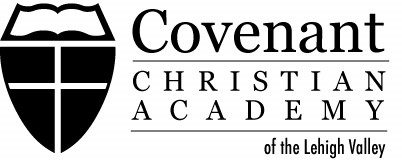 Covenant
CHRISTIAN
ACADEMY
of the Lehigh Valley